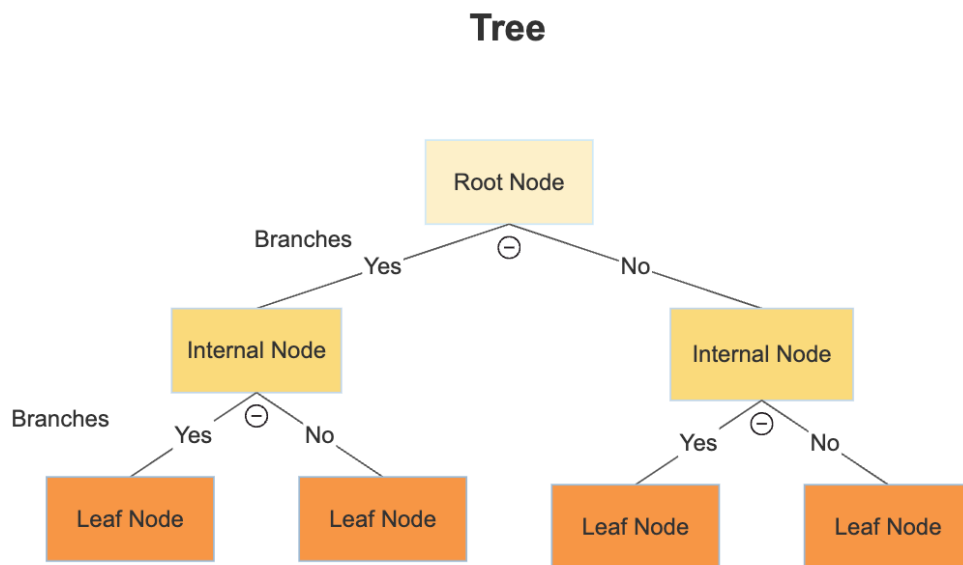 Tree
Root Node
Branches
Yes
No
Internal Node
Internal Node
Branches
Yes
No
Yes
No
Leaf Node
Leaf Node
Leaf Node
Leaf Node